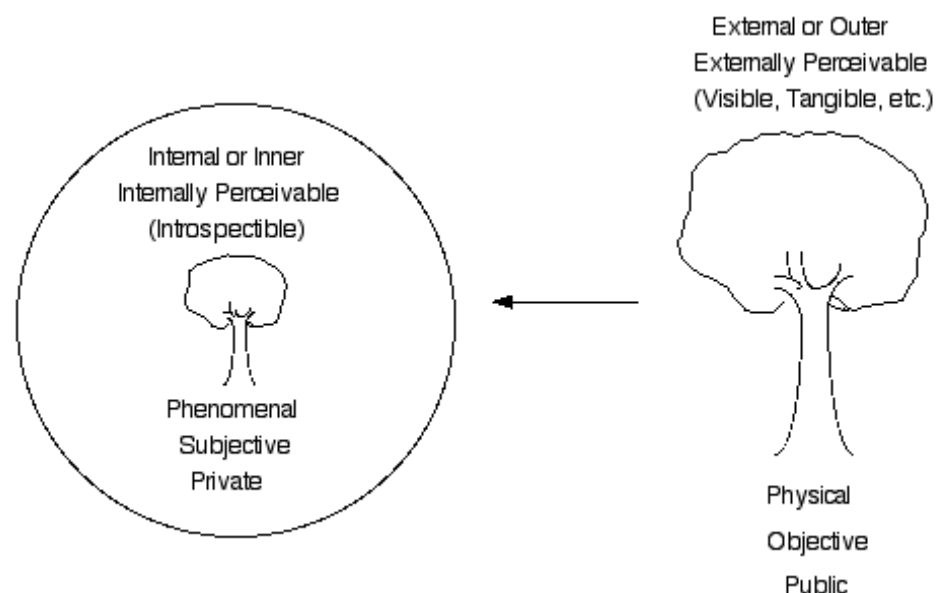 External or Outer
Externally Perceivable
(Visible, Tangible, etc.)
Internal or Inner
Internally Perceivable
(Introspectible)
Phenomenal
Subjective
Private
Physical
Objective
Public